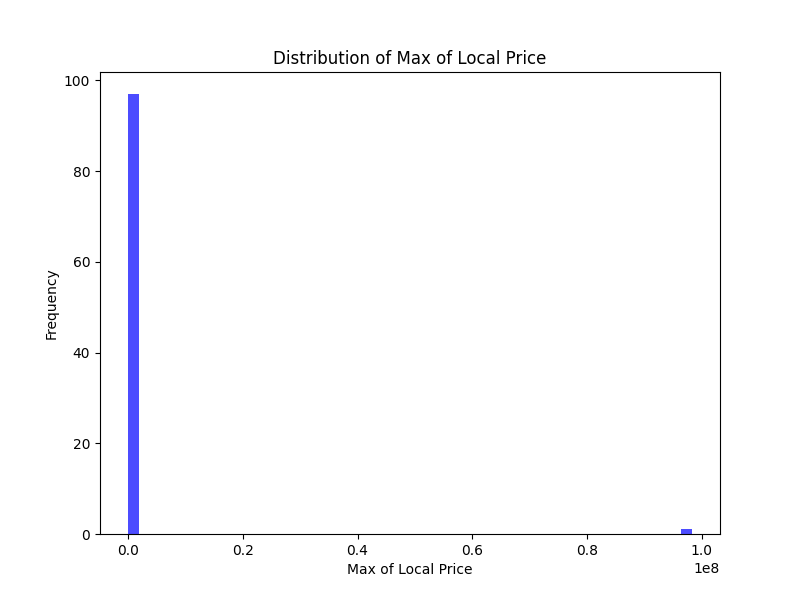 Distribution of Max of Local Price
100
80
60
40
20
0
Frequency
0.0 0.2 0.4 0.6 0.8 1.0
1e8
Max of Local Price